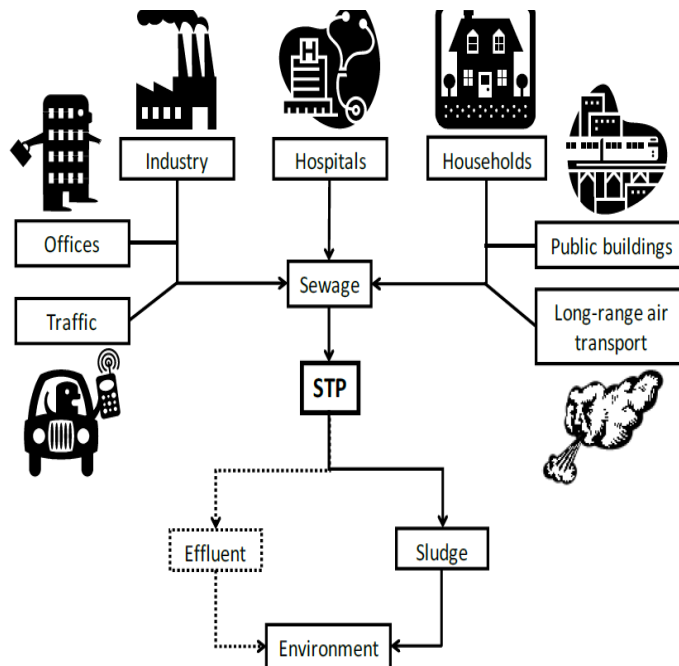 H
Industry
Hospitals
Households
Offices
Public buildings
Sewage
Traffic
Long-range air
transport
STP
Effluent
Sludge
Environment